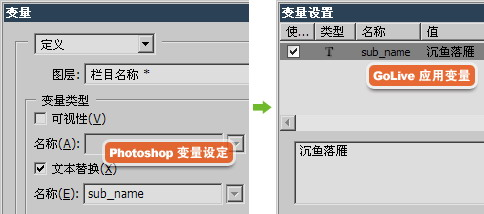 变量
定义
图层: 栏目名称 *
变量类型
可视性(V)
名称(A):
Photoshop 变量设定
文本替换(X)
名称(E): sub_name
变量设置
使... 类型 名称 值
T sub_name 沉鱼落雁
GoLive 应用变量
沉鱼落雁